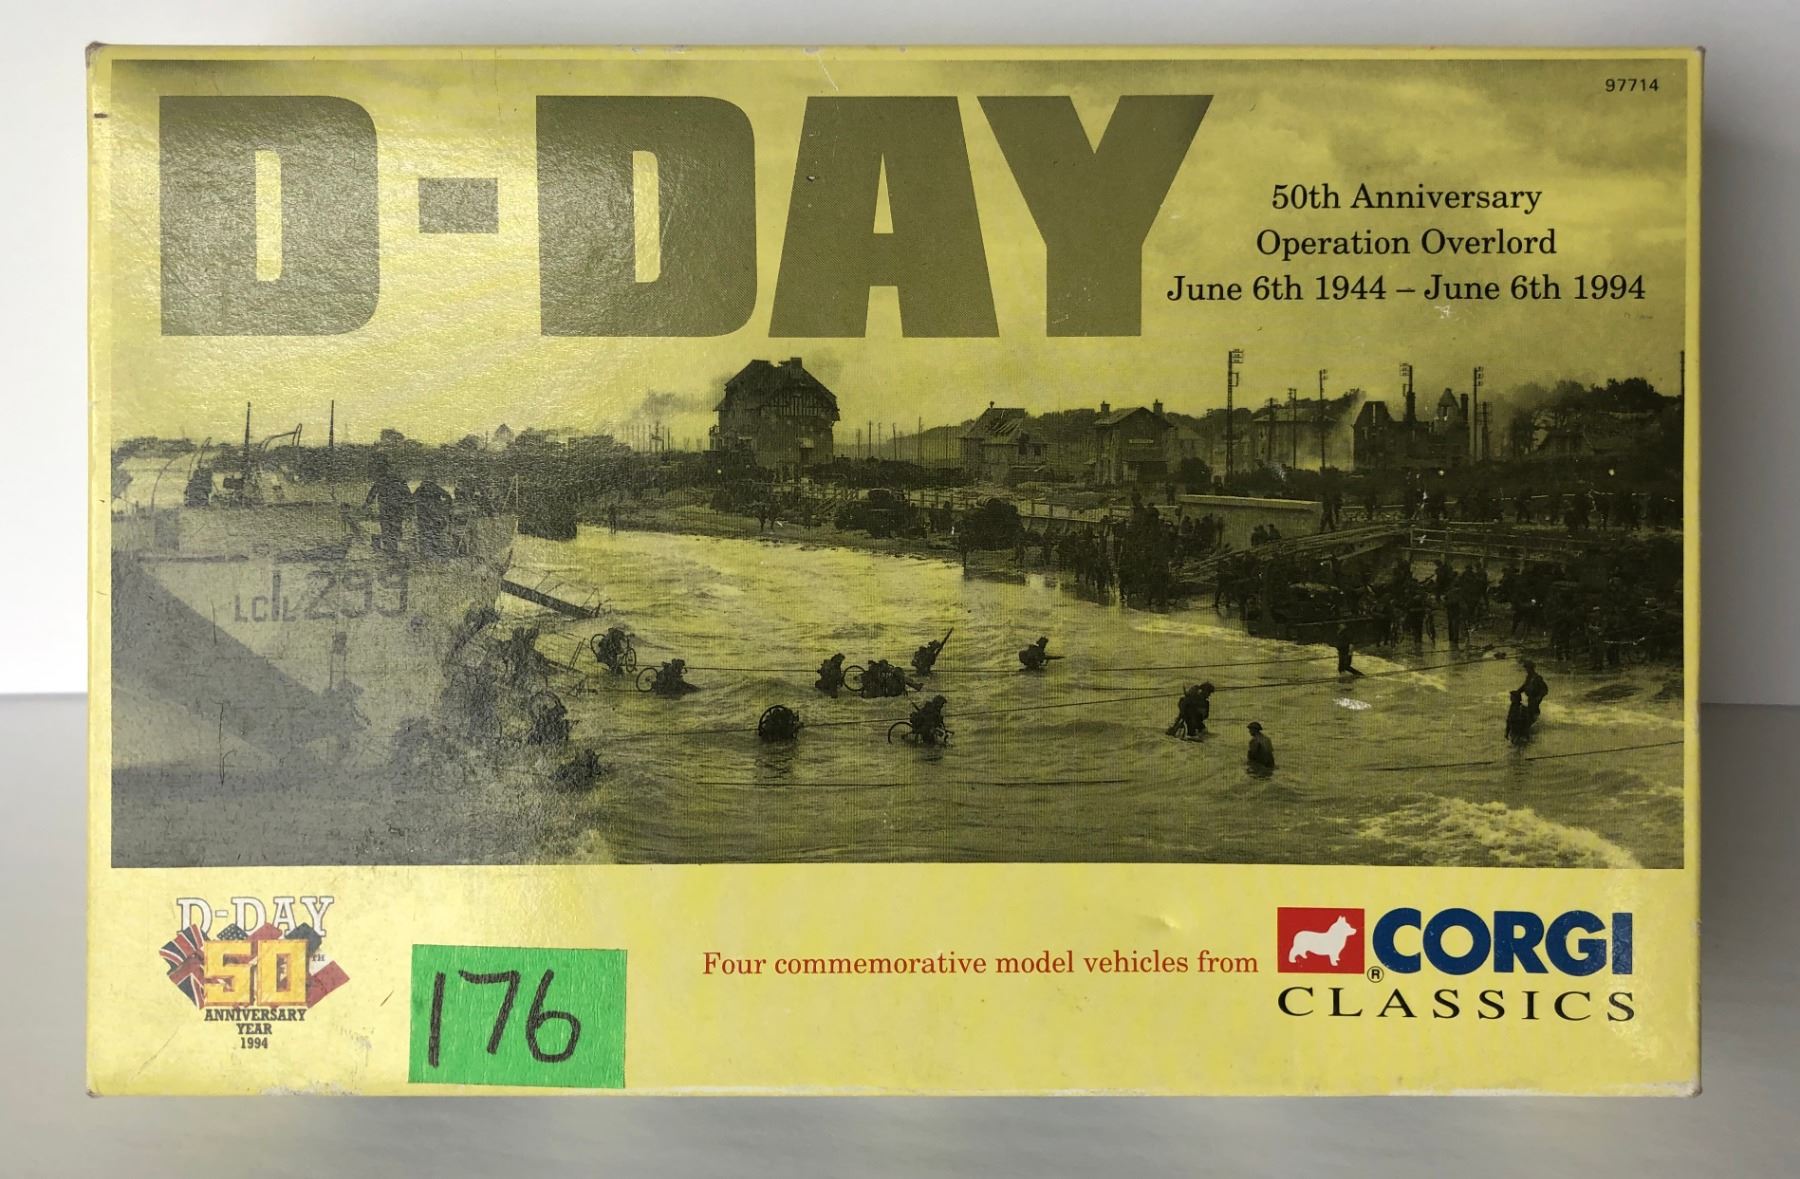 97714
D-DAY
50th Anniversary
Operation Overlord
June 6th 1944 – June 6th 1994
LCIL 299
D-DAY
50TH
ANNIVERSARY
YEAR
1994
176
Four commemorative model vehicles from
CORGI
®
CLASSICS